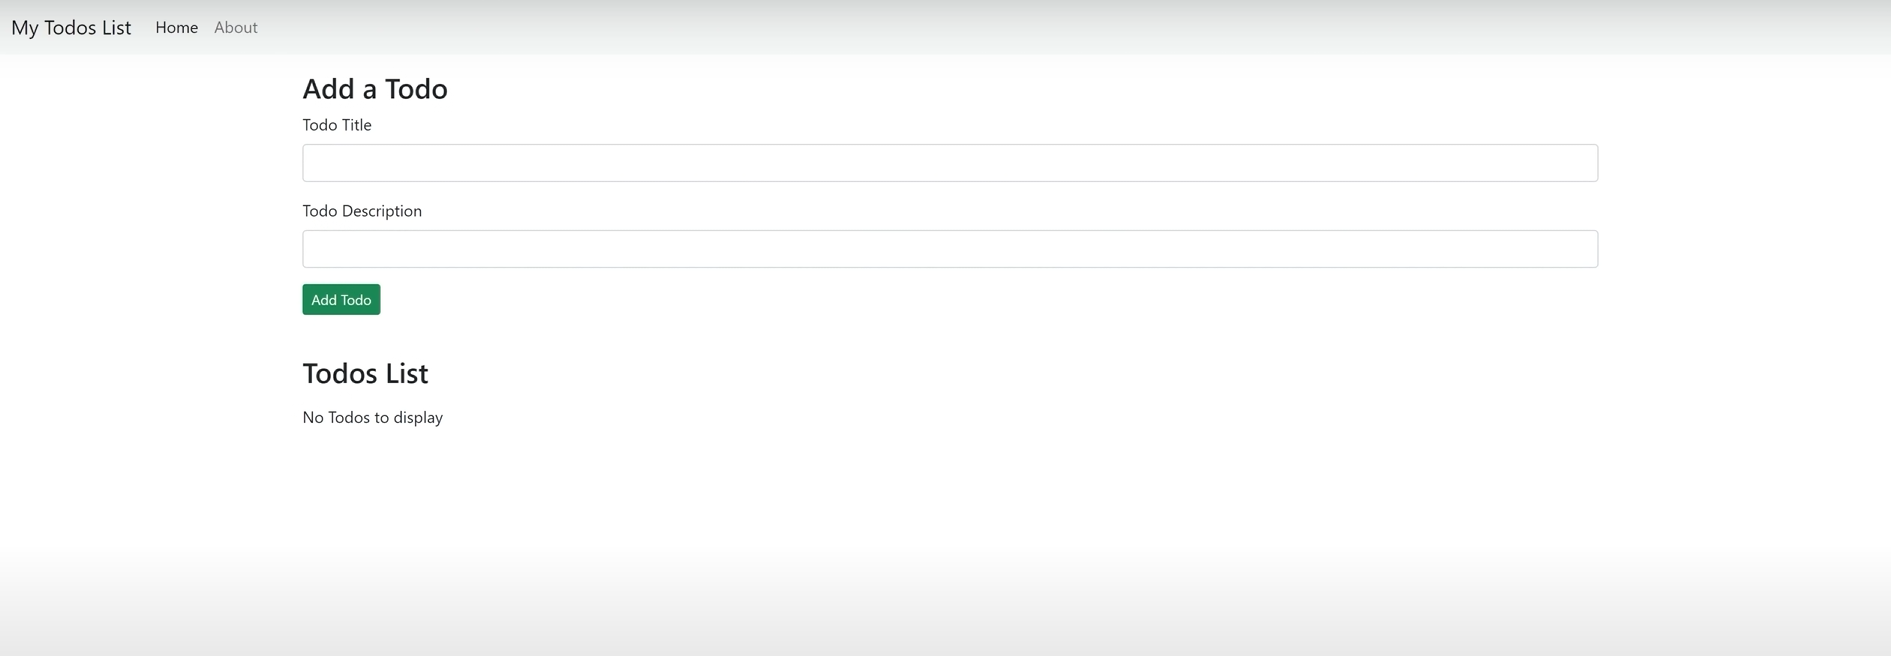 My Todos List Home About
Add a Todo
Todo Title
Todo Description
Add Todo
Todos List
No Todos to display